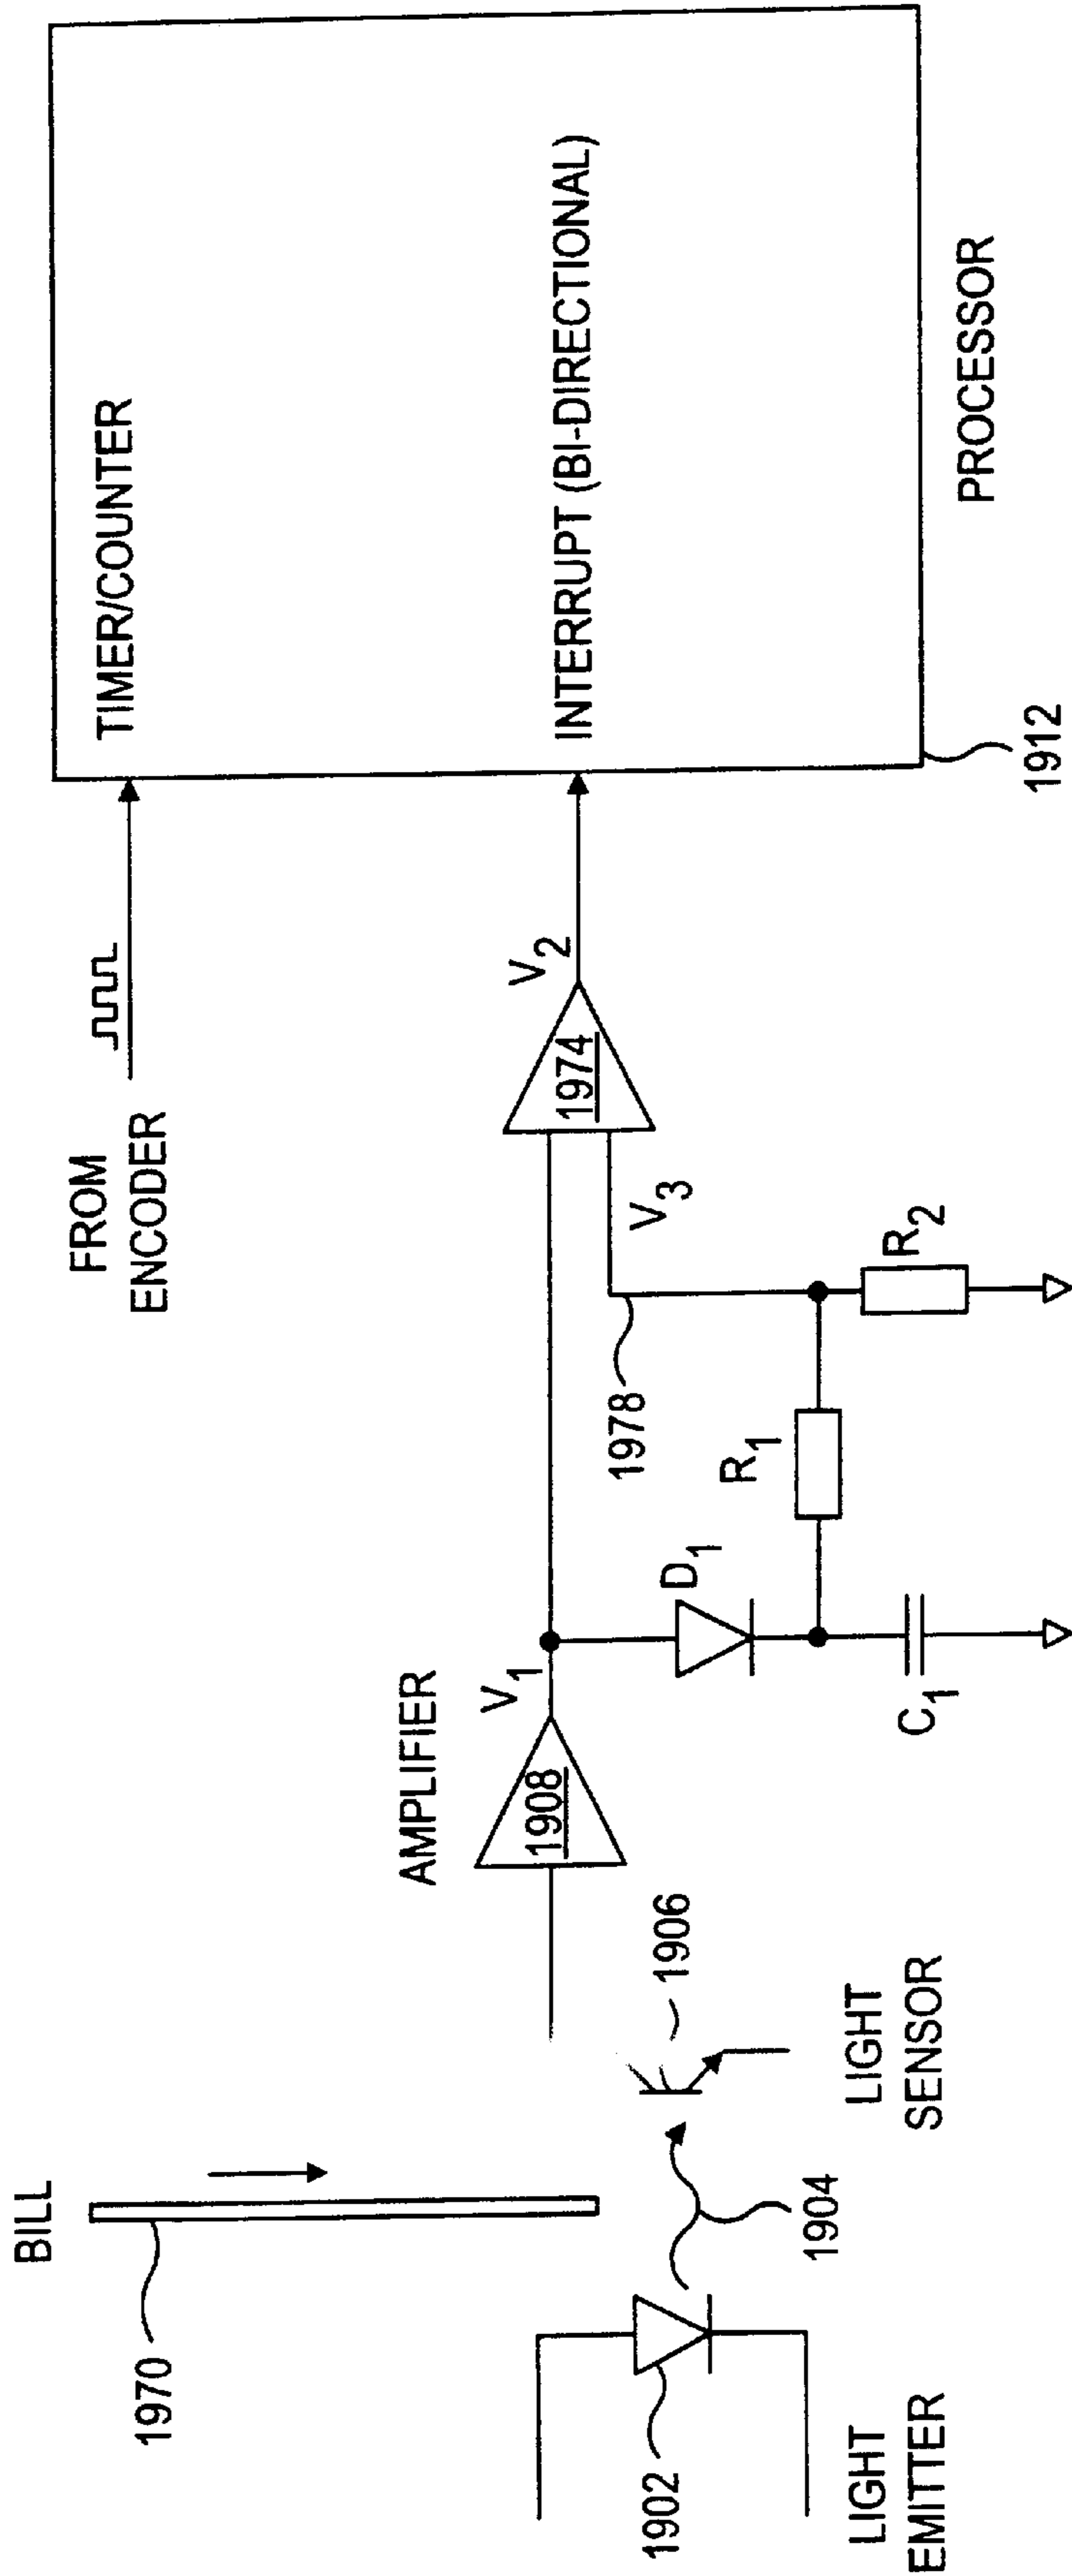 BILL
1970
LIGHT
EMITTER
1902
1904
LIGHT
SENSOR
1906
AMPLIFIER
1908
V1
D1
C1
R1
R2
1978
V3
1974
V2
FROM
ENCODER
TIMER/COUNTER
INTERRUPT (BI-DIRECTIONAL)
PROCESSOR
1912